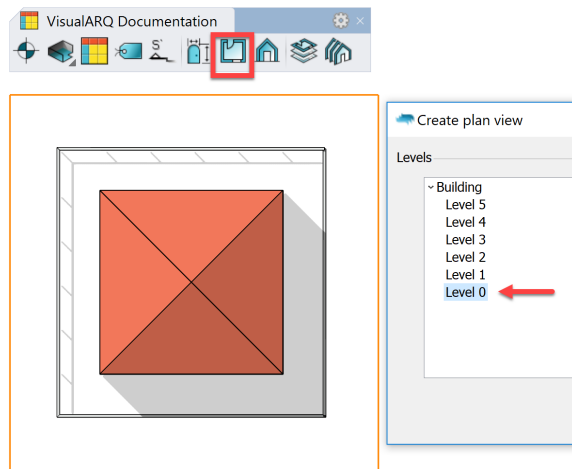 VisualARQ Documentation
S
Create plan view
Levels
Building
Level 5
Level 4
Level 3
Level 2
Level 1
Level 0